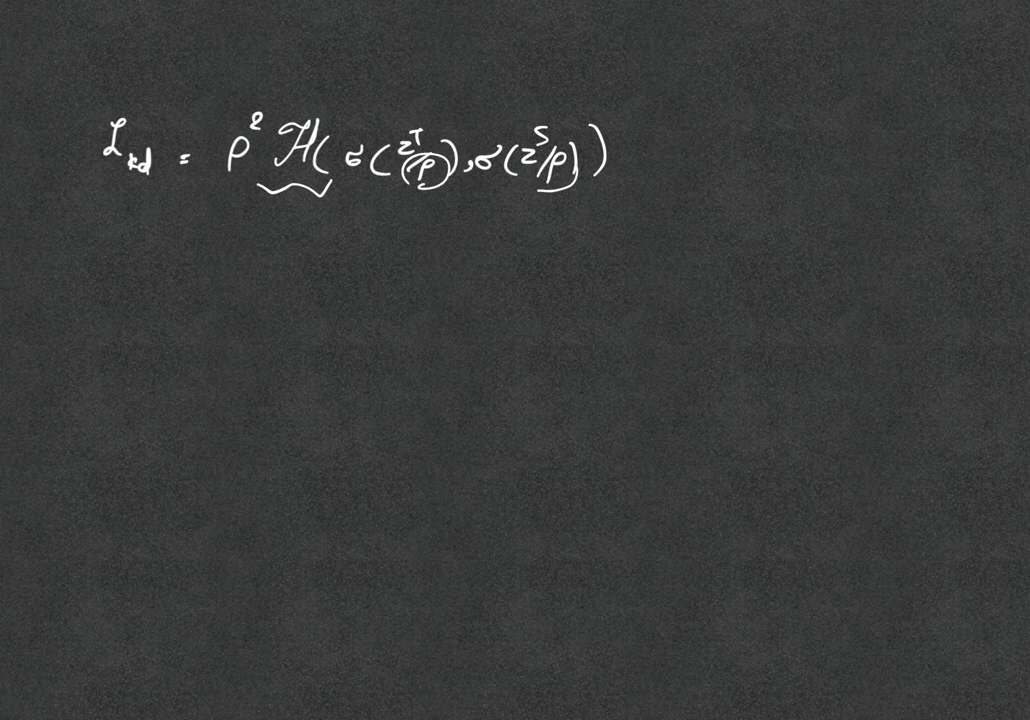 ℒ_kd = ρ² ℋ( σ(z^T/ρ), σ(z^S/ρ) )